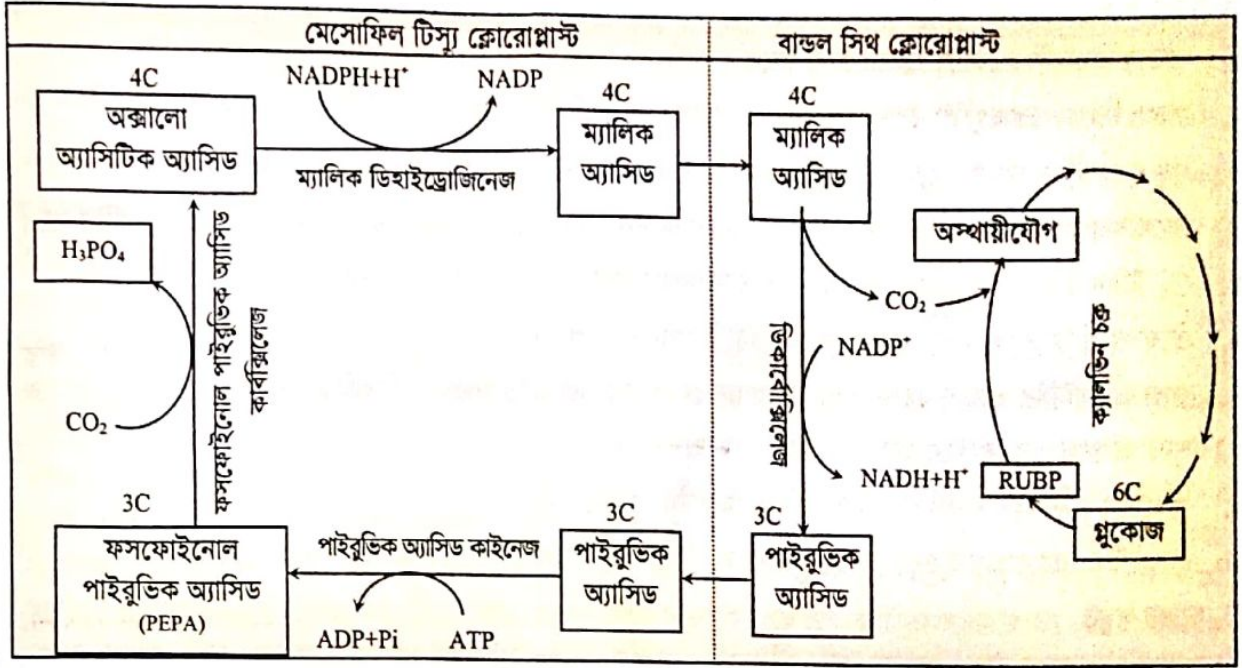 মেসোফিল টিস্যু ক্লোরোপ্লাস্ট
বান্ডল সিথ ক্লোরোপ্লাস্ট
4C
অক্সালো
অ্যাসিটিক অ্যাসিড
NADPH+H⁺
NADP
ম্যালিক ডিহাইড্রোজিনেজ
4C
ম্যালিক
অ্যাসিড
4C
ম্যালিক
অ্যাসিড
অস্থায়ীযৌগ
H₃PO₄
CO₂
ফসফোইনোল পাইরুভিক অ্যাসিড
কার্বক্সিলেজ
CO₂
ডিকার্বোক্সিলেজ
NADP⁺
NADH+H⁺
ক্যালভিন চক্র
RUBP
6C
গ্লুকোজ
3C
ফসফোইনোল
পাইরুভিক অ্যাসিড
(PEPA)
পাইরুভিক অ্যাসিড কাইনেজ
ADP+Pi
ATP
3C
পাইরুভিক
অ্যাসিড
3C
পাইরুভিক
অ্যাসিড